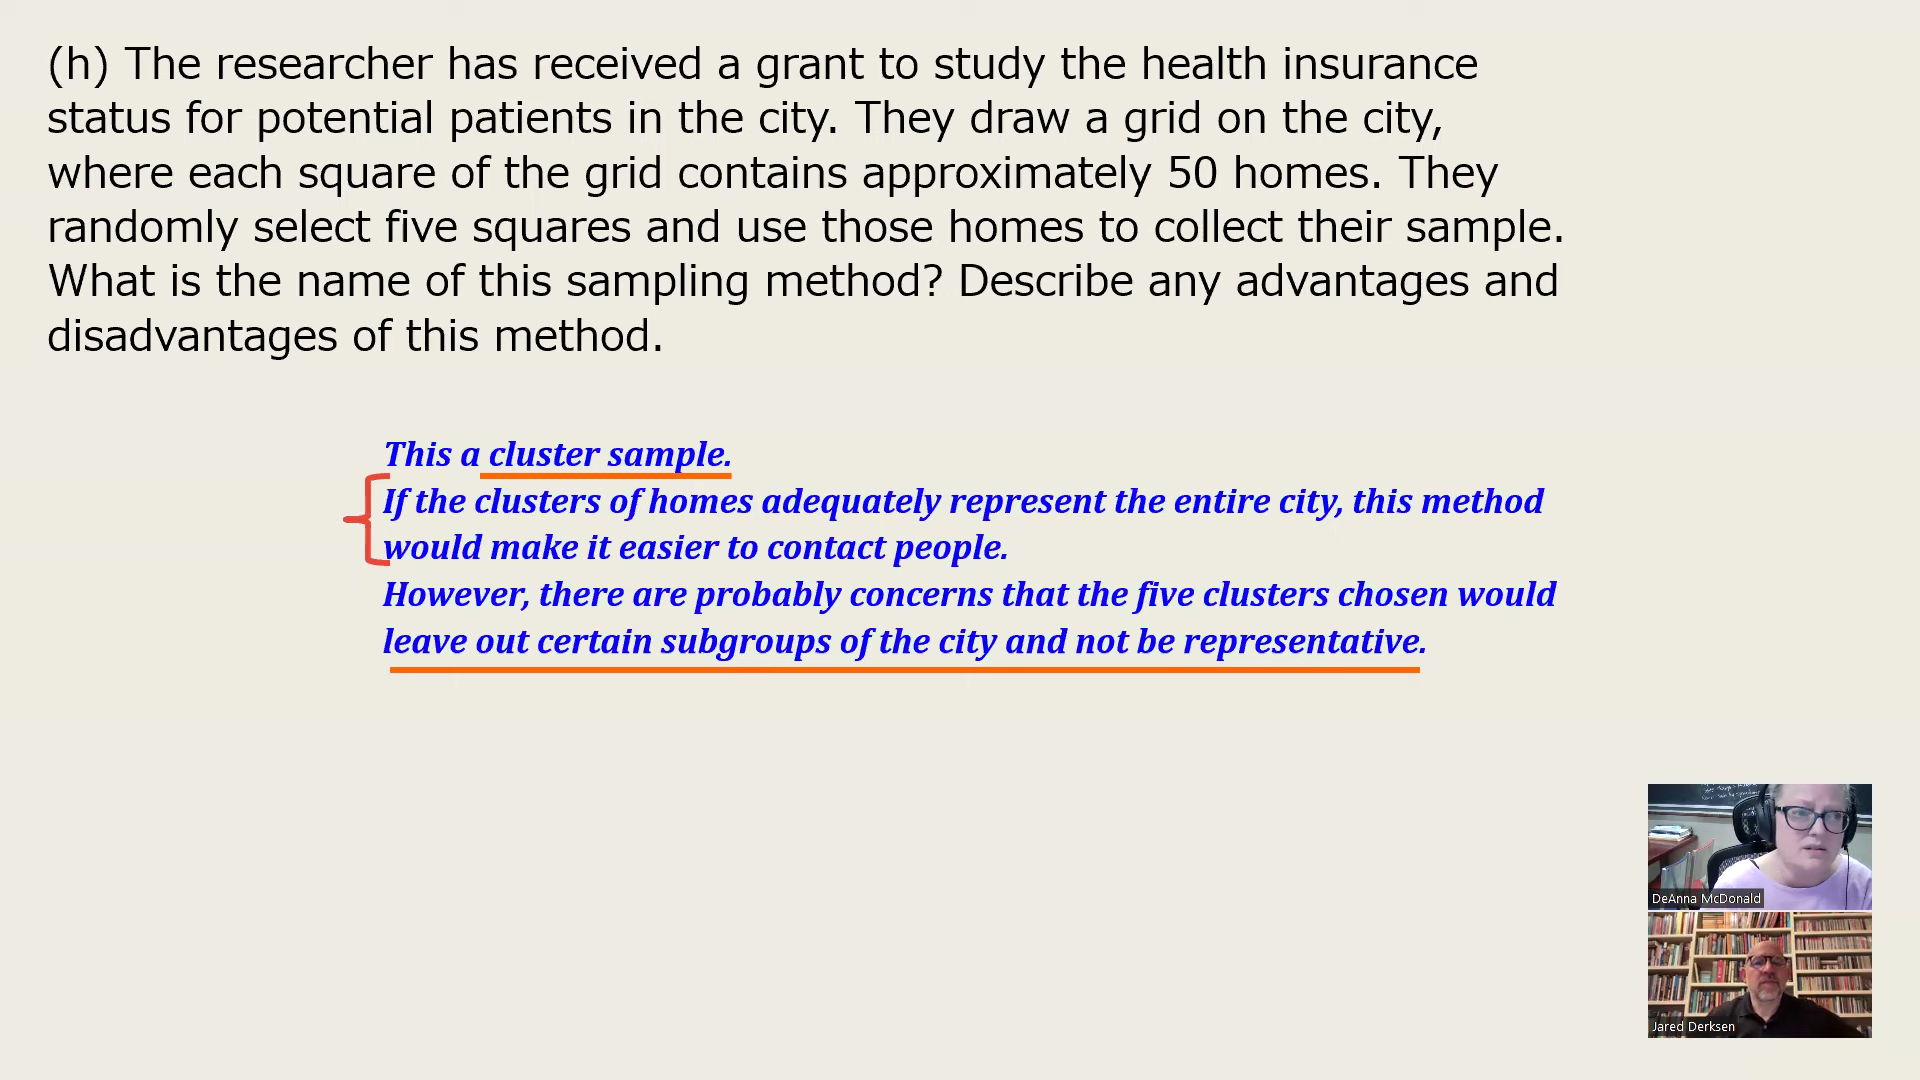 (h) The researcher has received a grant to study the health insurance
status for potential patients in the city. They draw a grid on the city,
where each square of the grid contains approximately 50 homes. They
randomly select five squares and use those homes to collect their sample.
What is the name of this sampling method? Describe any advantages and
disadvantages of this method.
This a cluster sample.
If the clusters of homes adequately represent the entire city, this method
would make it easier to contact people.
However, there are probably concerns that the five clusters chosen would
leave out certain subgroups of the city and not be representative.
DeAnna McDonald
Jared Derksen